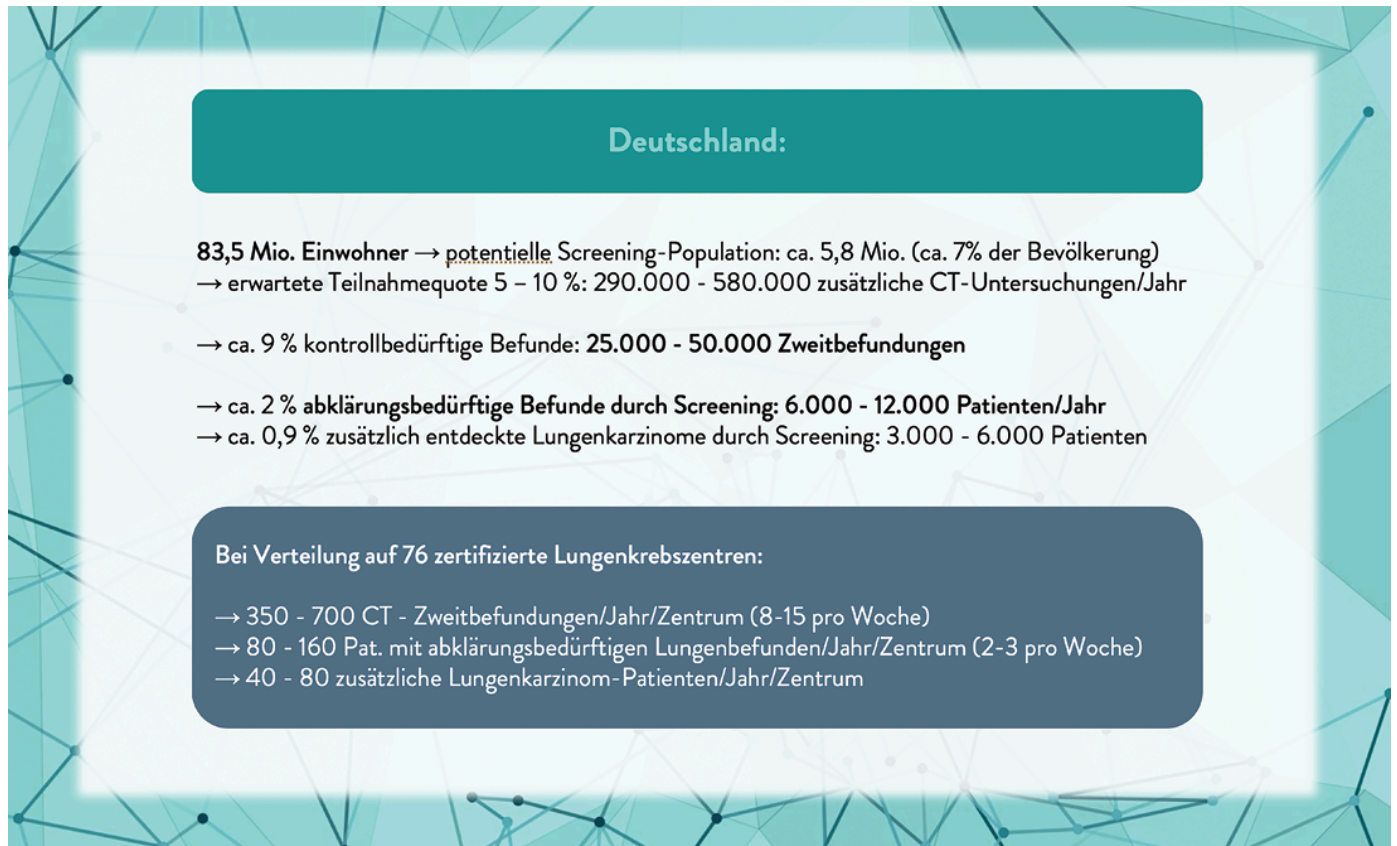 Deutschland:
83,5 Mio. Einwohner → potentielle Screening-Population: ca. 5,8 Mio. (ca. 7% der Bevölkerung)
→ erwartete Teilnahmequote 5 – 10 %: 290.000 - 580.000 zusätzliche CT-Untersuchungen/Jahr
→ ca. 9 % kontrollbedürftige Befunde: 25.000 - 50.000 Zweitbefundungen
→ ca. 2 % abklärungsbedürftige Befunde durch Screening: 6.000 - 12.000 Patienten/Jahr
→ ca. 0,9 % zusätzlich entdeckte Lungenkarzinome durch Screening: 3.000 - 6.000 Patienten
Bei Verteilung auf 76 zertifizierte Lungenkrebszentren:
→ 350 - 700 CT - Zweitbefundungen/Jahr/Zentrum (8-15 pro Woche)
→ 80 - 160 Pat. mit abklärungsbedürftigen Lungenbefunden/Jahr/Zentrum (2-3 pro Woche)
→ 40 - 80 zusätzliche Lungenkarzinom-Patienten/Jahr/Zentrum